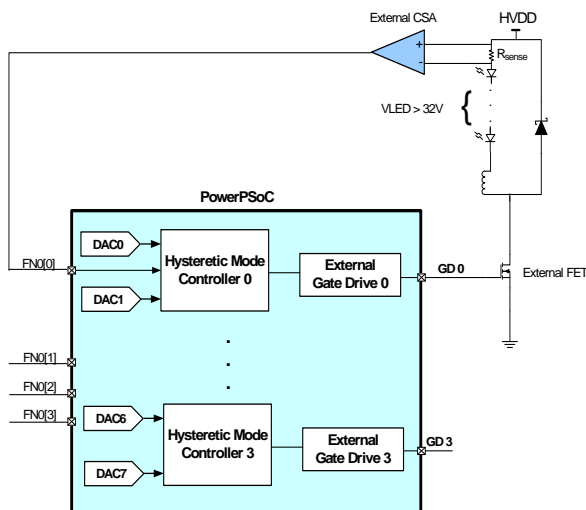 External CSA
HVDD
+
-
Rsense
VLED > 32V
{
PowerPSoC
DAC0
FN0[0]
Hysteretic Mode
Controller 0
External
Gate Drive 0
GD 0
External FET
DAC1
.
.
.
.
.
.
FN0[1]
FN0[2]
FN0[3]
DAC6
Hysteretic Mode
Controller 3
External
Gate Drive 3
GD 3
DAC7